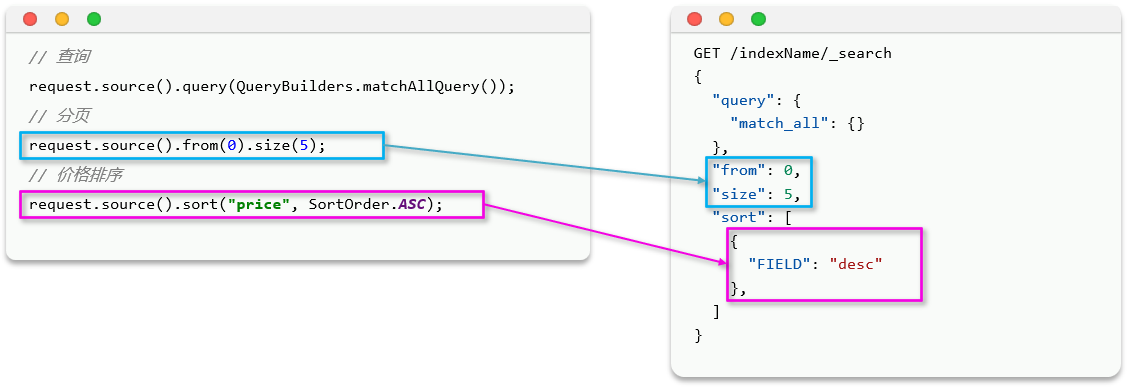 // 查询
request.source().query(QueryBuilders.matchAllQuery());
// 分页
request.source().from(0).size(5);
// 价格排序
request.source().sort("price", SortOrder.ASC);
GET /indexName/_search
{
  "query": {
    "match_all": {}
  },
  "from": 0,
  "size": 5,
  "sort": [
    {
      "FIELD": "desc"
    },
  ]
}